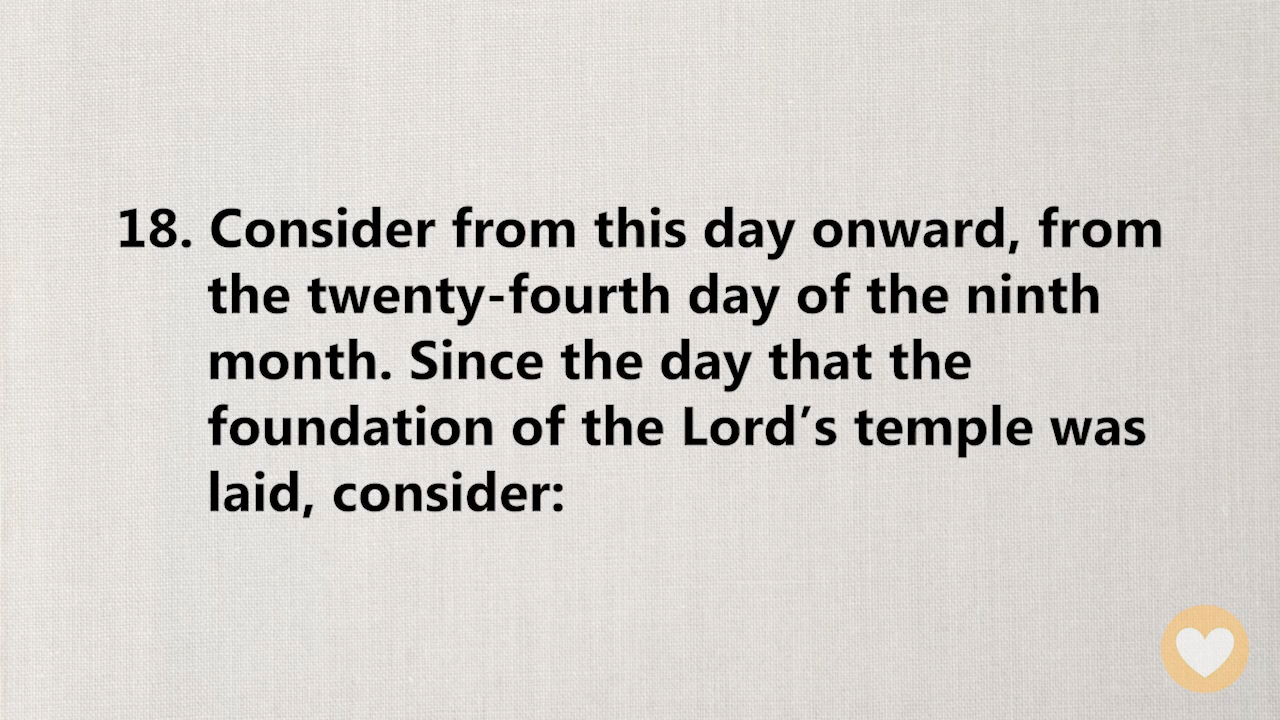 18. Consider from this day onward, from
the twenty-fourth day of the ninth
month. Since the day that the
foundation of the Lord’s temple was
laid, consider: